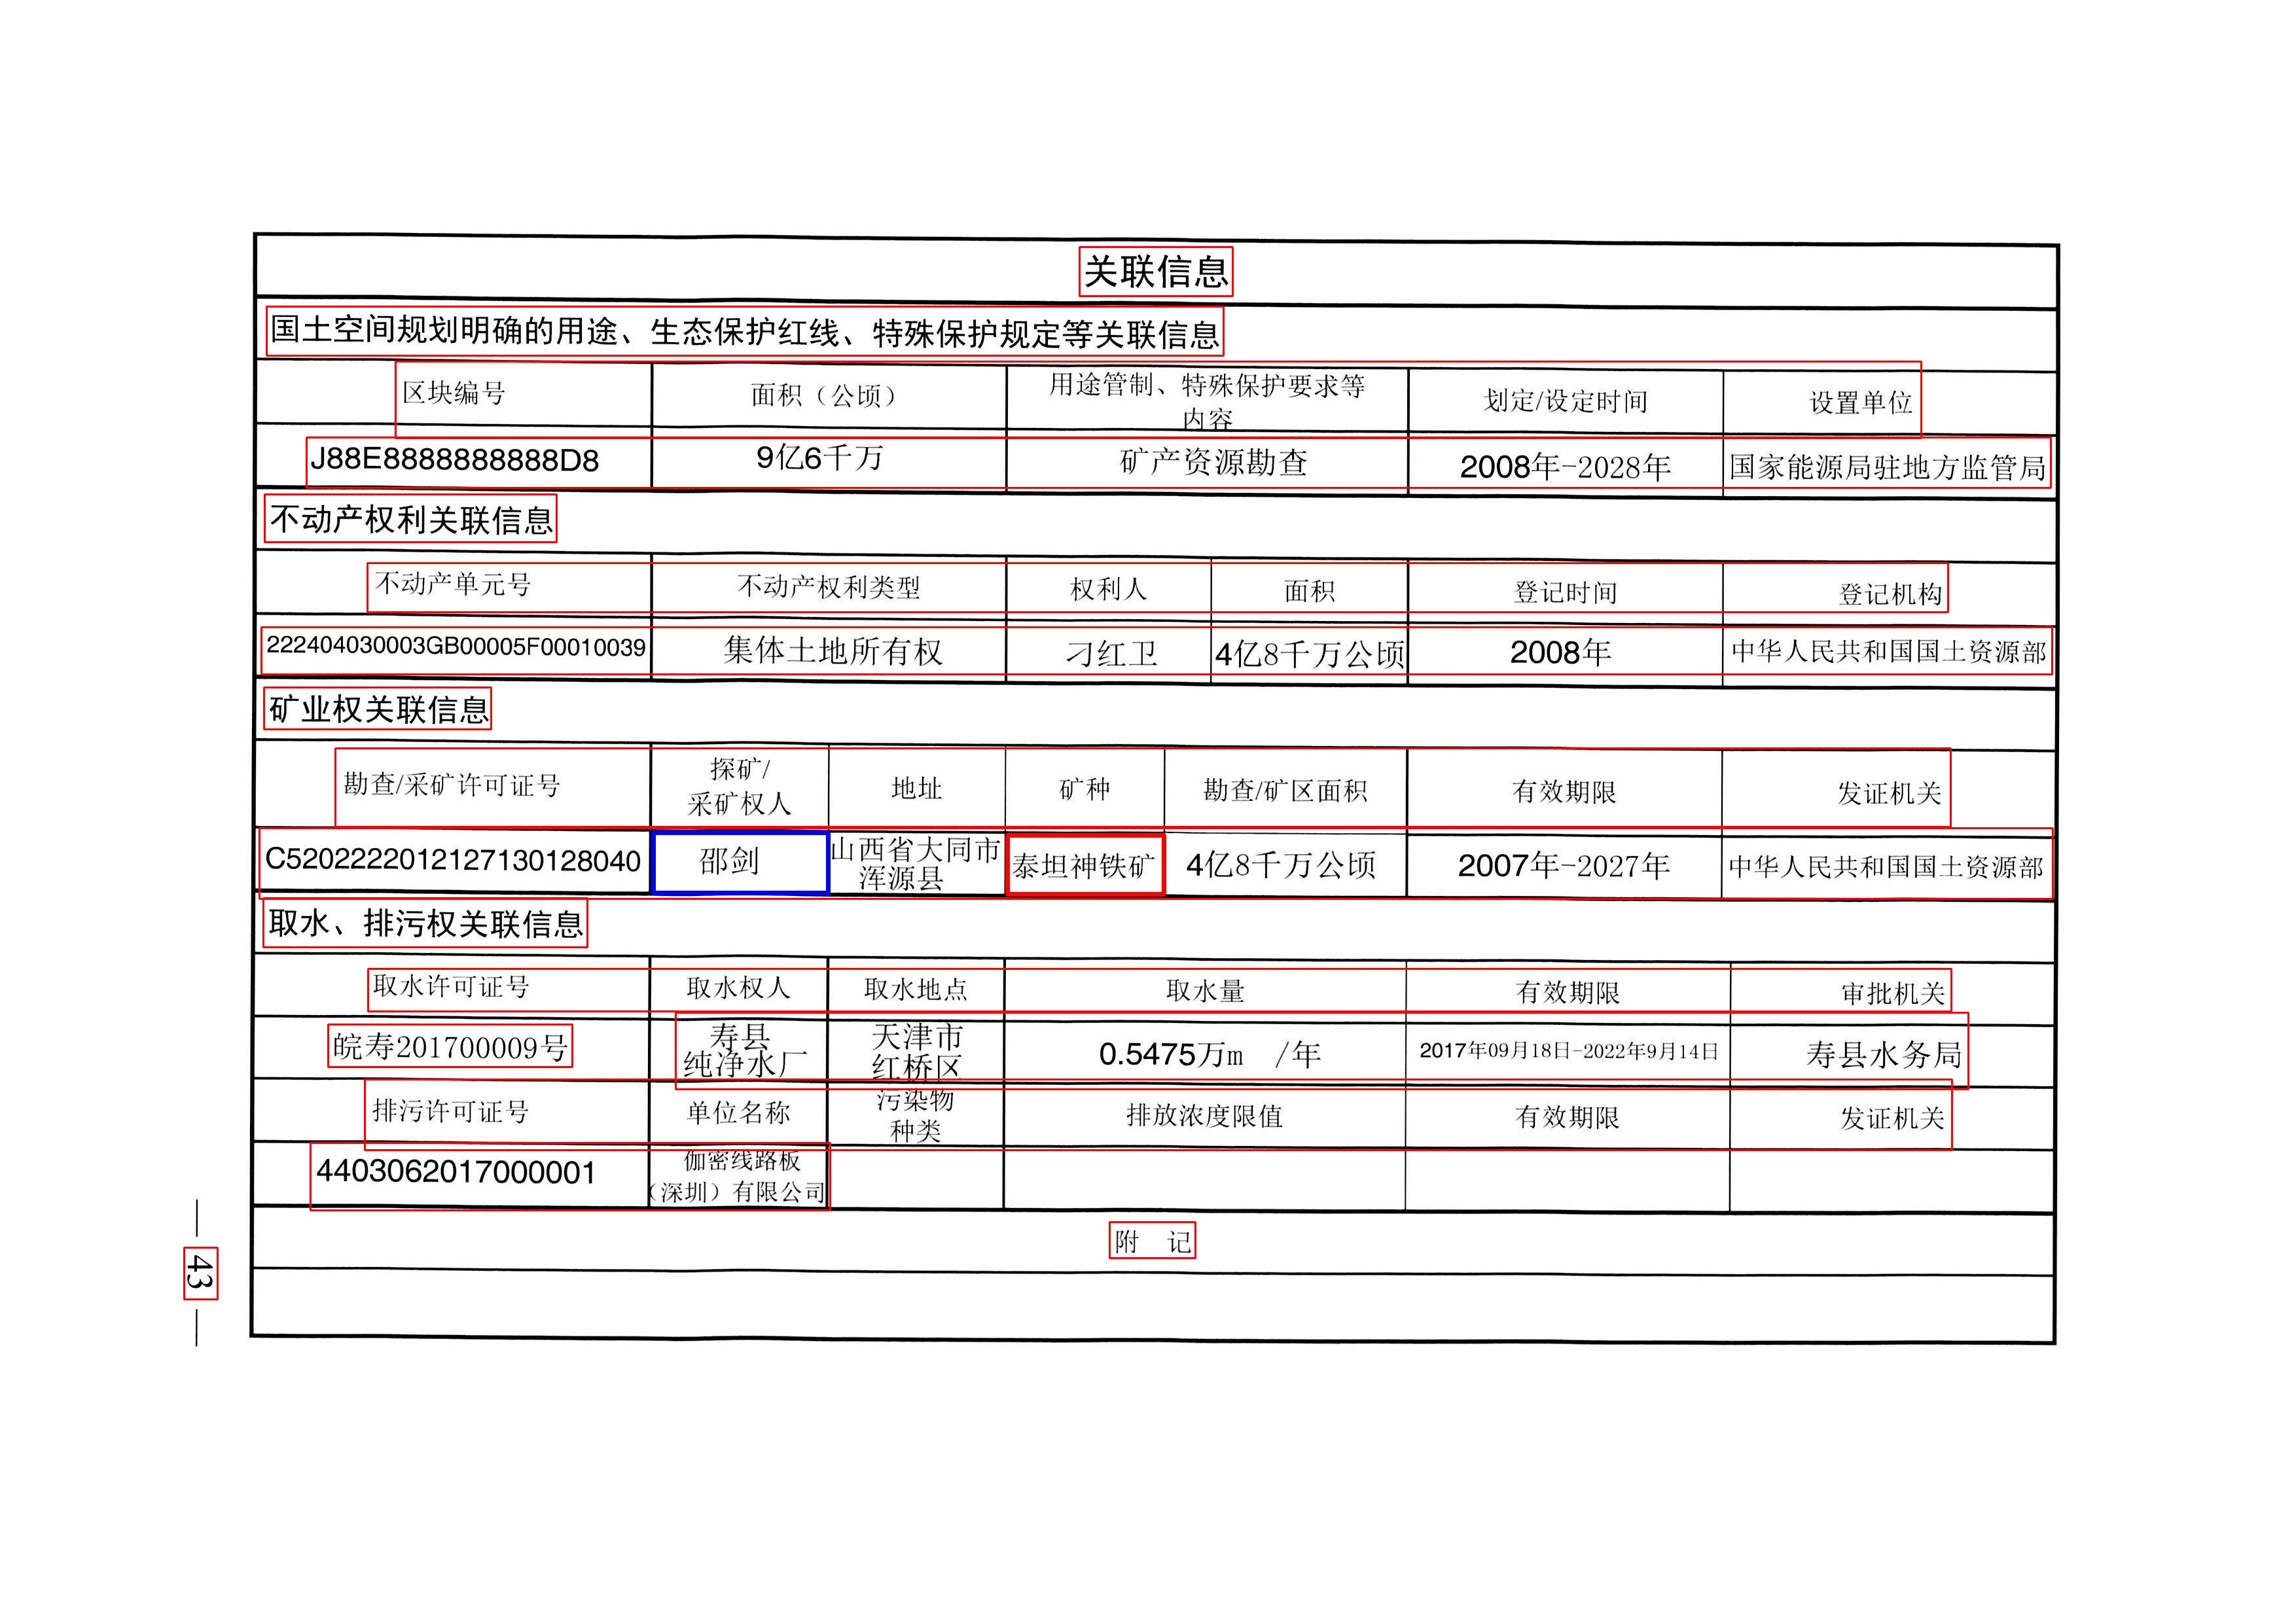 关联信息
国土空间规划明确的用途、生态保护红线、特殊保护规定等关联信息
区块编号 面积（公顷） 用途管制、特殊保护要求等 划定/设定时间 设置单位
内容
J88E8888888888D8 9亿6千万 矿产资源勘查 2008年-2028年 国家能源局驻地方监管局
不动产权利关联信息
不动产单元号 不动产权利类型 权利人 面积 登记时间 登记机构
222404030003GB00005F00010039 集体土地所有权 刁红卫 4亿8千万公顷 2008年 中华人民共和国国土资源部
矿业权关联信息
勘查/采矿许可证号 探矿/ 地址 矿种 勘查/矿区面积 有效期限 发证机关
采矿权人
C5202222012127130128040 邵剑 山西省大同市 泰坦神铁矿 4亿8千万公顷 2007年-2027年 中华人民共和国国土资源部
浑源县
取水、排污权关联信息
取水许可证号 取水权人 取水地点 取水量 有效期限 审批机关
皖寿201700009号 寿县 天津市 0.5475万m /年 2017年09月18日-2022年9月14日 寿县水务局
纯净水厂 红桥区
排污许可证号 单位名称 污染物 排放浓度限值 有效期限 发证机关
种类
4403062017000001 伽密线路板
（深圳）有限公司
附 记
— 43 —